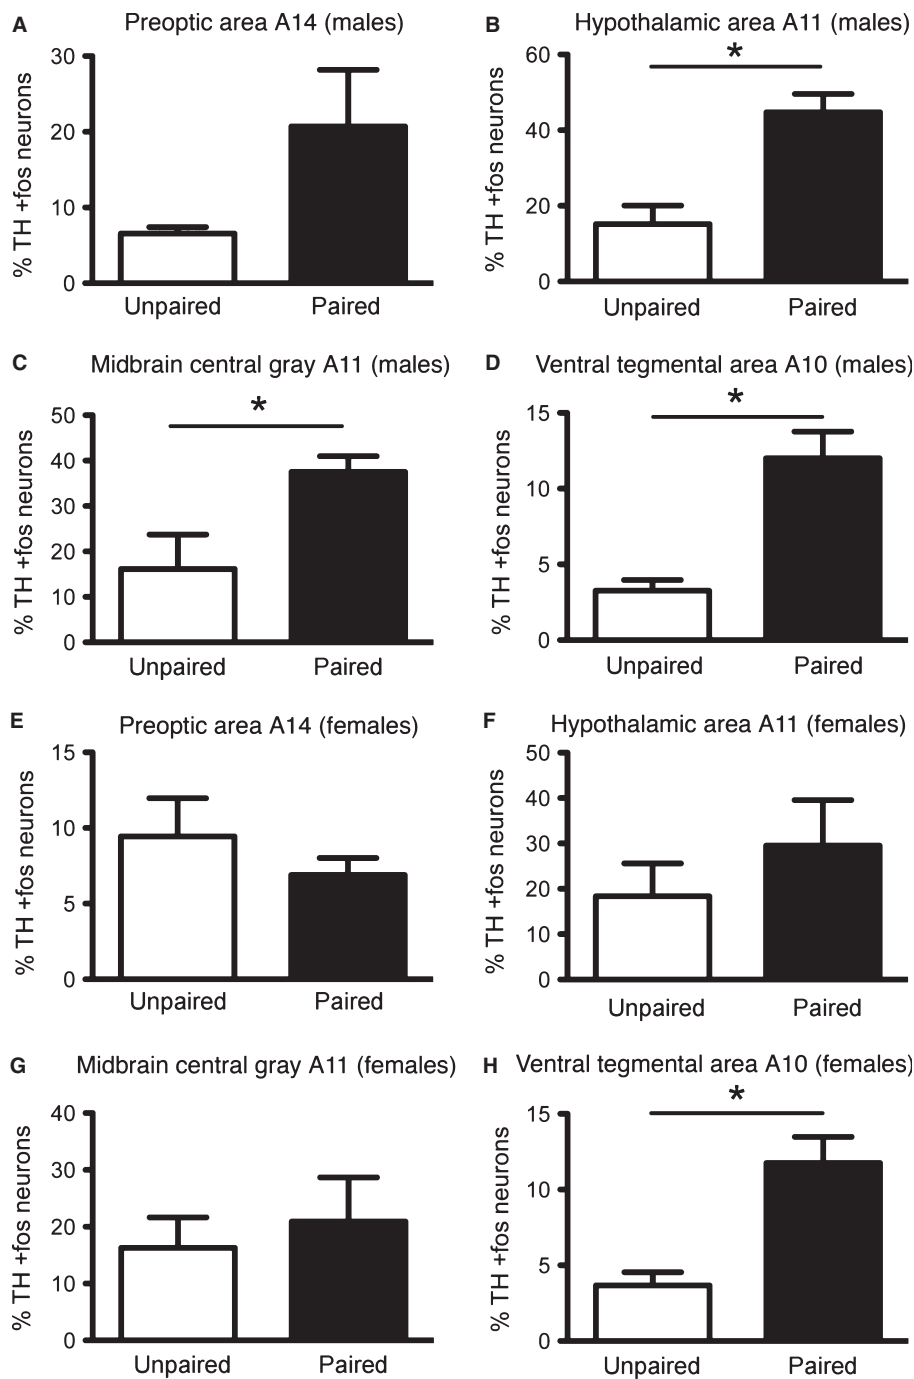 A Preoptic area A14 (males)
% TH +fos neurons
30
20
10
0
Unpaired Paired
B Hypothalamic area A11 (males)
% TH +fos neurons
60
40
20
0
*
Unpaired Paired
C Midbrain central gray A11 (males)
% TH +fos neurons
50
40
30
20
10
0
*
Unpaired Paired
D Ventral tegmental area A10 (males)
% TH +fos neurons
15
10
5
0
*
Unpaired Paired
E Preoptic area A14 (females)
% TH +fos neurons
15
10
5
0
Unpaired Paired
F Hypothalamic area A11 (females)
% TH +fos neurons
50
40
30
20
10
0
Unpaired Paired
G Midbrain central gray A11 (females)
% TH +fos neurons
40
30
20
10
0
Unpaired Paired
H Ventral tegmental area A10 (females)
% TH +fos neurons
15
10
5
0
*
Unpaired Paired